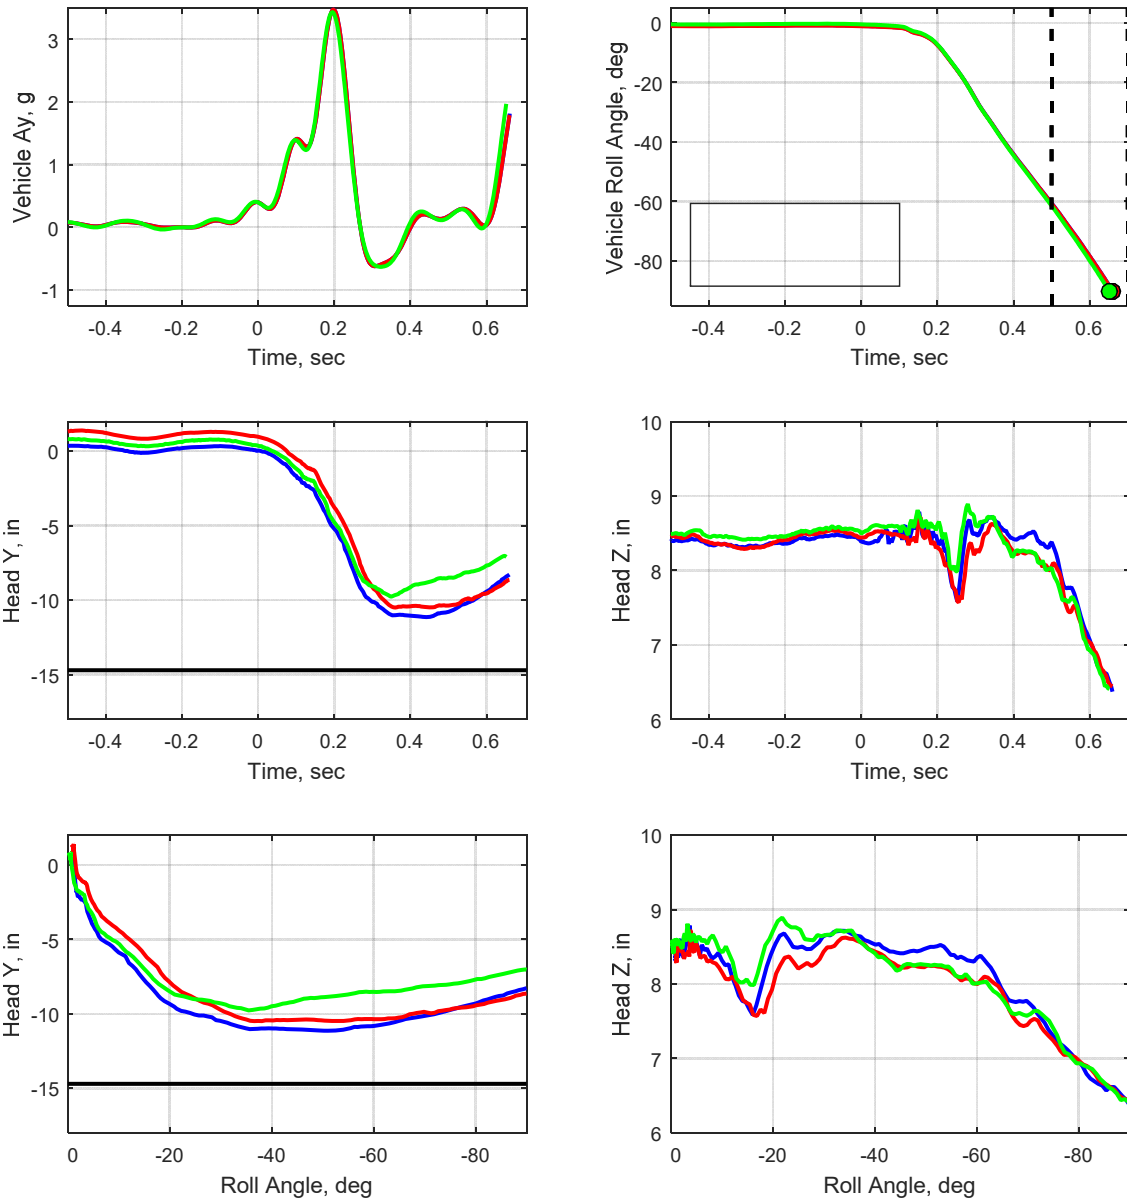 3
2
1
0
-1
Vehicle Ay, g
-0.4 -0.2 0 0.2 0.4 0.6
Time, sec
0
-20
-40
-60
-80
Vehicle Roll Angle, deg
-0.4 -0.2 0 0.2 0.4 0.6
Time, sec
0
-5
-10
-15
Head Y, in
-0.4 -0.2 0 0.2 0.4 0.6
Time, sec
10
9
8
7
6
Head Z, in
-0.4 -0.2 0 0.2 0.4 0.6
Time, sec
0
-5
-10
-15
Head Y, in
0 -20 -40 -60 -80
Roll Angle, deg
10
9
8
7
6
Head Z, in
0 -20 -40 -60 -80
Roll Angle, deg